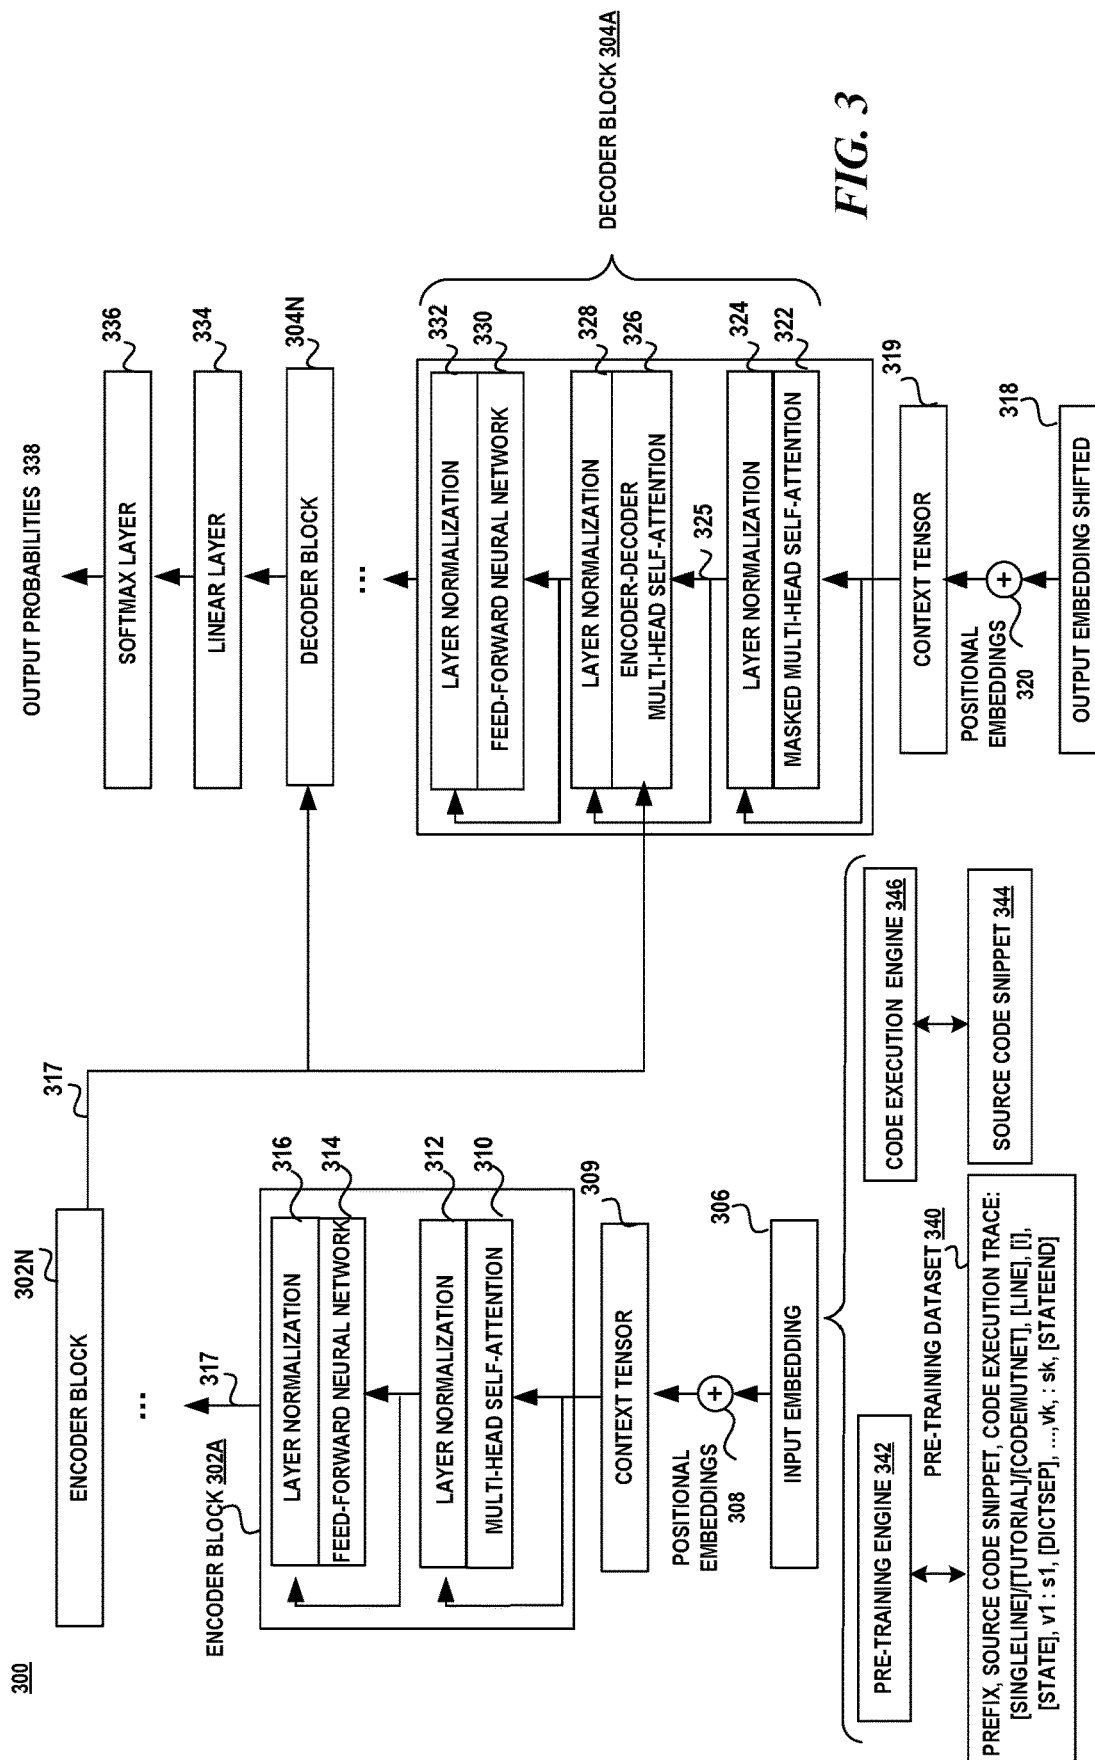 300
ENCODER BLOCK
302N
317
...
317
ENCODER BLOCK 302A
LAYER NORMALIZATION
316
FEED-FORWARD NEURAL NETWORK
314
LAYER NORMALIZATION
312
MULTI-HEAD SELF-ATTENTION
310
CONTEXT TENSOR
309
POSITIONAL
EMBEDDINGS
308
+
INPUT EMBEDDING
306
PRE-TRAINING ENGINE 342
CODE EXECUTION ENGINE 346
PRE-TRAINING DATASET 340
PREFIX, SOURCE CODE SNIPPET, CODE EXECUTION TRACE:
[SINGLELINE]/[TUTORIAL]/[CODEMUTNET], [LINE], [i],
[STATE], v1 : s1, [DICTSEP], ...,vk, : sk, [STATEEND]
SOURCE CODE SNIPPET 344
OUTPUT PROBABILITIES 338
SOFTMAX LAYER
336
LINEAR LAYER
334
DECODER BLOCK
304N
...
LAYER NORMALIZATION
332
FEED-FORWARD NEURAL NETWORK
330
LAYER NORMALIZATION
328
ENCODER-DECODER
MULTI-HEAD SELF-ATTENTION
326
325
LAYER NORMALIZATION
324
MASKED MULTI-HEAD SELF-ATTENTION
322
DECODER BLOCK 304A
CONTEXT TENSOR
319
POSITIONAL
EMBEDDINGS
320
+
OUTPUT EMBEDDING SHIFTED
318
FIG. 3